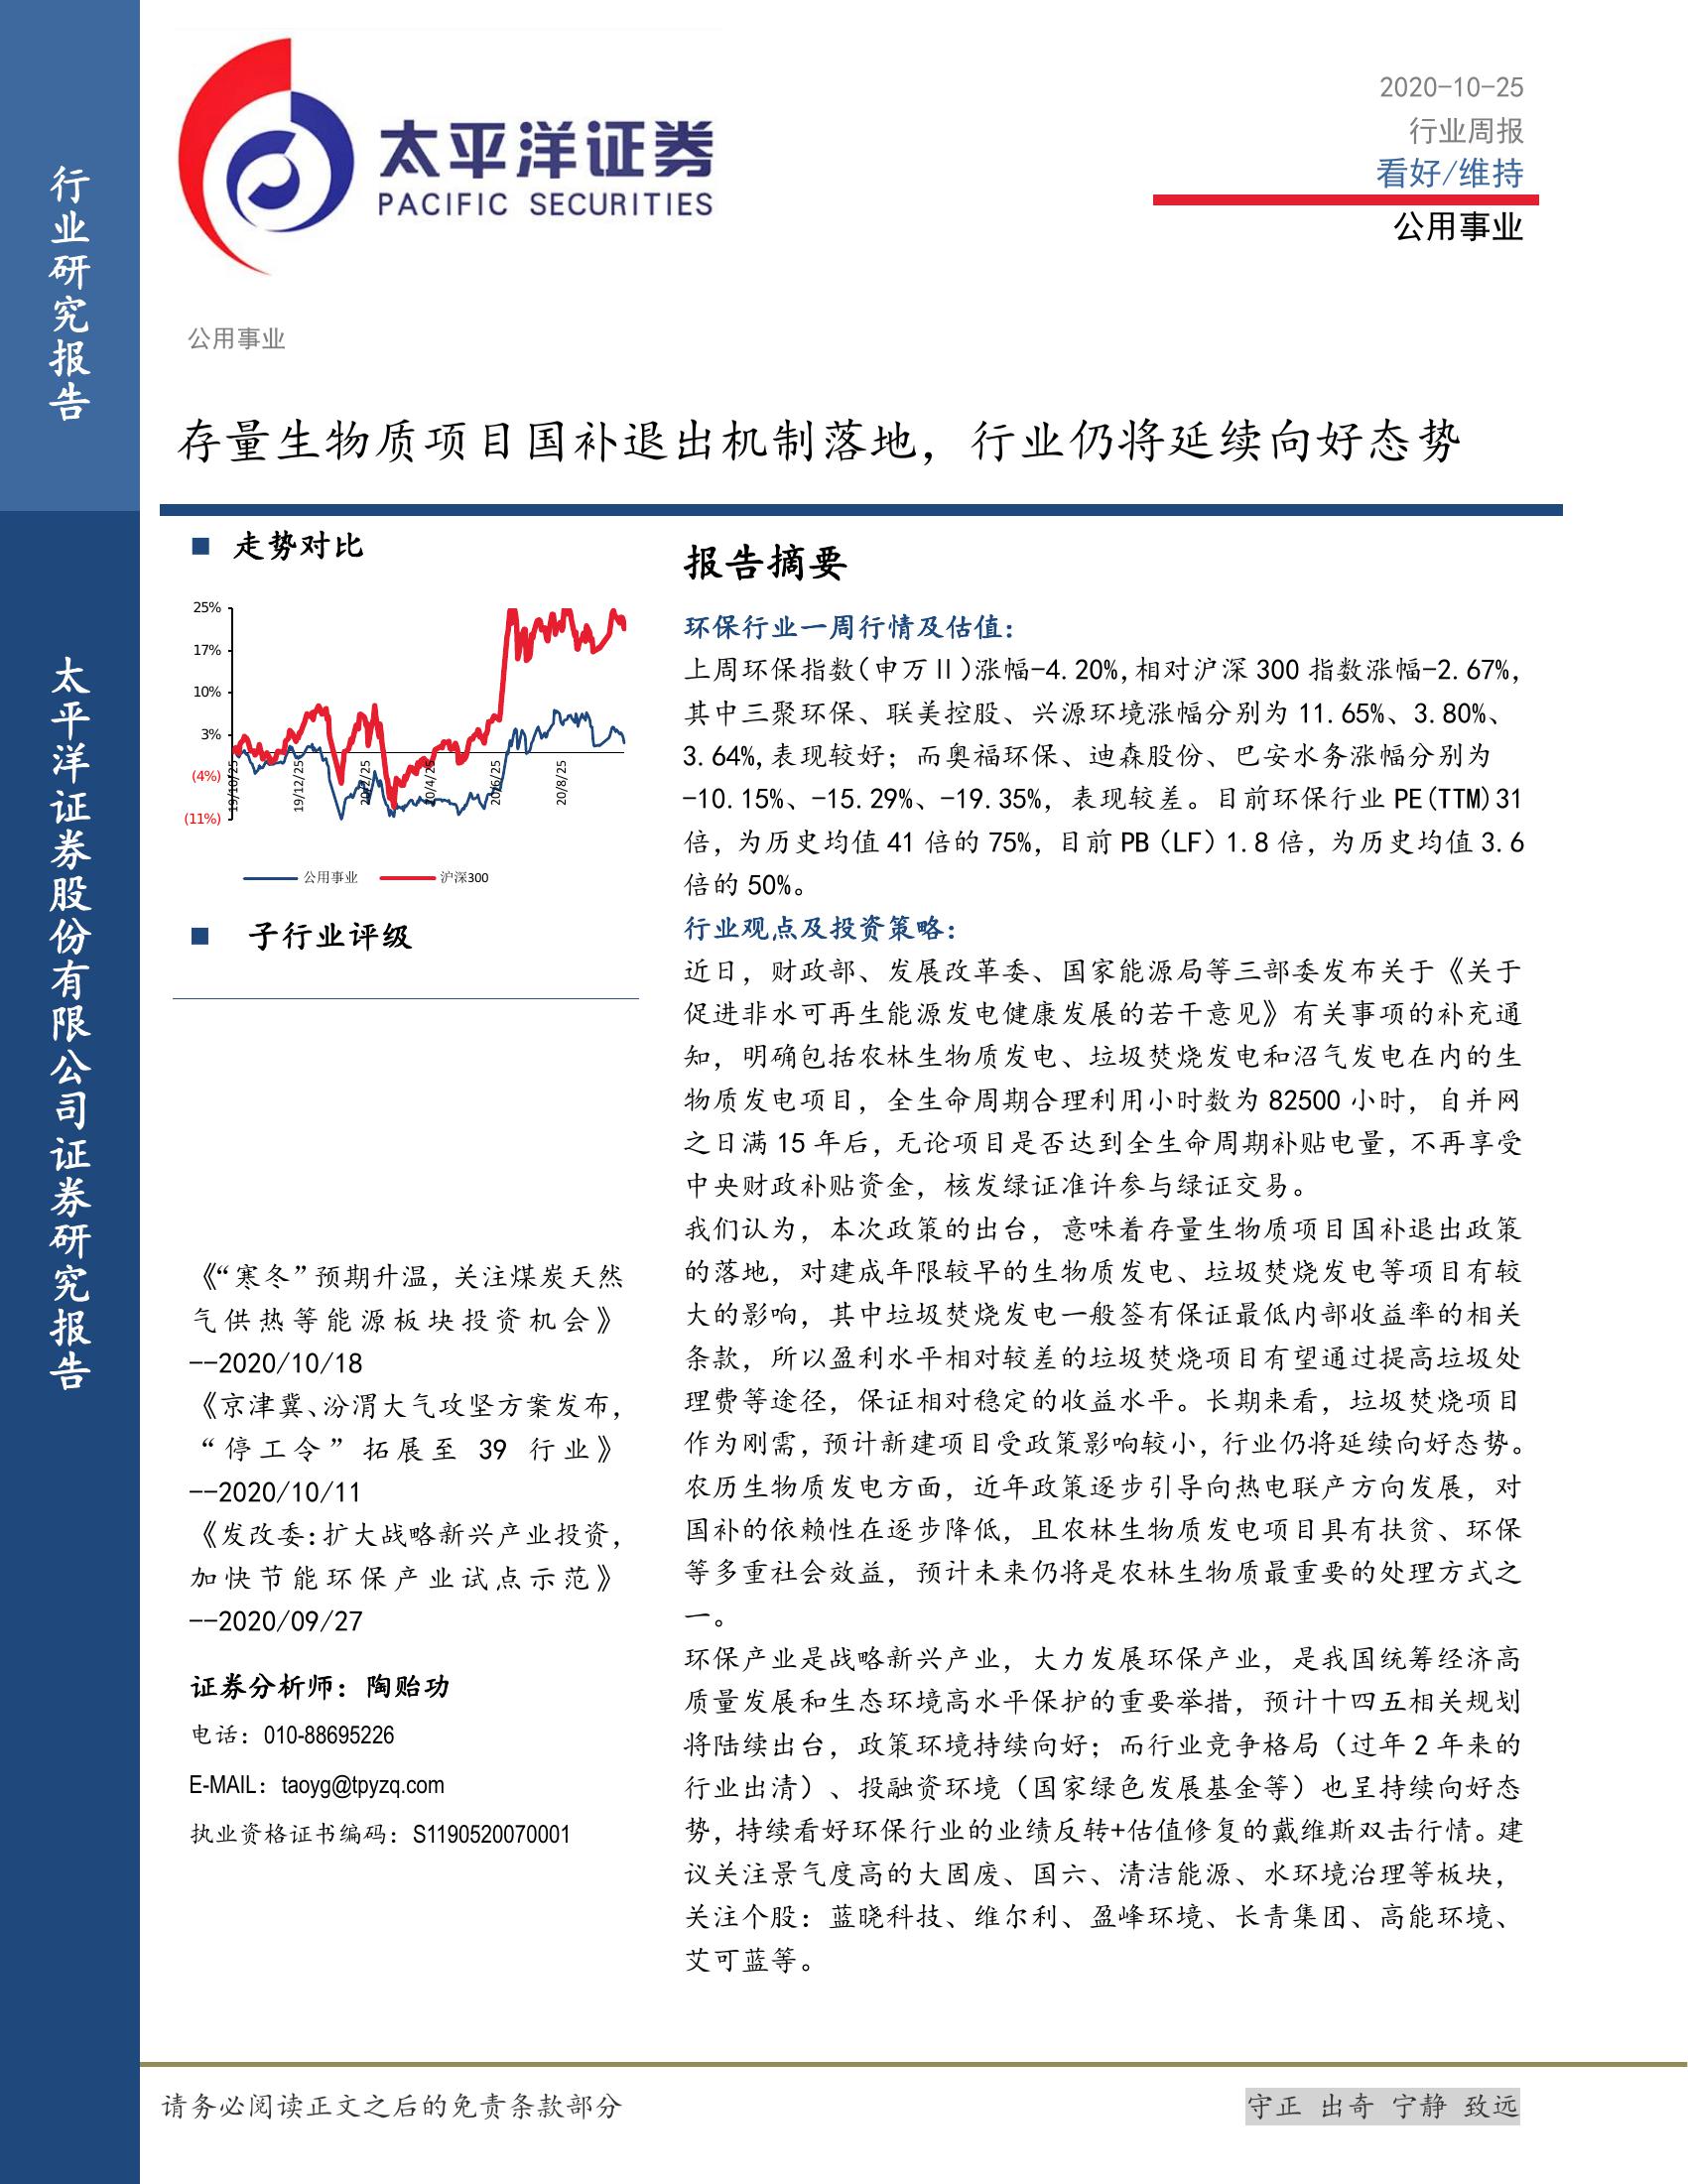 行业研究报告
太平洋证券股份有限公司证券研究报告
太平洋证券
PACIFIC SECURITIES
2020-10-25
行业周报
看好/维持
公用事业
公用事业
存量生物质项目国补退出机制落地，行业仍将延续向好态势
■ 走势对比
25%
17%
10%
3%
(4%)
(11%)
19/10/25
19/12/25
20/2/25
20/4/25
20/6/25
20/8/25
公用事业
沪深300
■ 子行业评级
《“寒冬”预期升温，关注煤炭天然
气供热等能源板块投资机会》
--2020/10/18
《京津冀、汾渭大气攻坚方案发布，
“停工令”拓展至 39 行业》
--2020/10/11
《发改委：扩大战略新兴产业投资，
加快节能环保产业试点示范》
--2020/09/27
证券分析师：陶贻功
电话：010-88695226
E-MAIL：taoyg@tpyzq.com
执业资格证书编码：S1190520070001
报告摘要
环保行业一周行情及估值：
上周环保指数（申万Ⅱ）涨幅-4.20%，相对沪深 300 指数涨幅-2.67%，
其中三聚环保、联美控股、兴源环境涨幅分别为 11.65%、3.80%、
3.64%，表现较好；而奥福环保、迪森股份、巴安水务涨幅分别为
-10.15%、-15.29%、-19.35%，表现较差。目前环保行业 PE(TTM)31
倍，为历史均值 41 倍的 75%，目前 PB（LF）1.8 倍，为历史均值 3.6
倍的 50%。
行业观点及投资策略：
近日，财政部、发展改革委、国家能源局等三部委发布关于《关于
促进非水可再生能源发电健康发展的若干意见》有关事项的补充通
知，明确包括农林生物质发电、垃圾焚烧发电和沼气发电在内的生
物质发电项目，全生命周期合理利用小时数为 82500 小时，自并网
之日满 15 年后，无论项目是否达到全生命周期补贴电量，不再享受
中央财政补贴资金，核发绿证准许参与绿证交易。
我们认为，本次政策的出台，意味着存量生物质项目国补退出政策
的落地，对建成年限较早的生物质发电、垃圾焚烧发电等项目有较
大的影响，其中垃圾焚烧发电一般签有保证最低内部收益率的相关
条款，所以盈利水平相对较差的垃圾焚烧项目有望通过提高垃圾处
理费等途径，保证相对稳定的收益水平。长期来看，垃圾焚烧项目
作为刚需，预计新建项目受政策影响较小，行业仍将延续向好态势。
农历生物质发电方面，近年政策逐步引导向热电联产方向发展，对
国补的依赖性在逐步降低，且农林生物质发电项目具有扶贫、环保
等多重社会效益，预计未来仍将是农林生物质最重要的处理方式之
一。
环保产业是战略新兴产业，大力发展环保产业，是我国统筹经济高
质量发展和生态环境高水平保护的重要举措，预计十四五相关规划
将陆续出台，政策环境持续向好；而行业竞争格局（过年 2 年来的
行业出清）、投融资环境（国家绿色发展基金等）也呈持续向好态
势，持续看好环保行业的业绩反转+估值修复的戴维斯双击行情。建
议关注景气度高的大固废、国六、清洁能源、水环境治理等板块，
关注个股：蓝晓科技、维尔利、盈峰环境、长青集团、高能环境、
艾可蓝等。
请务必阅读正文之后的免责条款部分
守正 出奇 宁静 致远